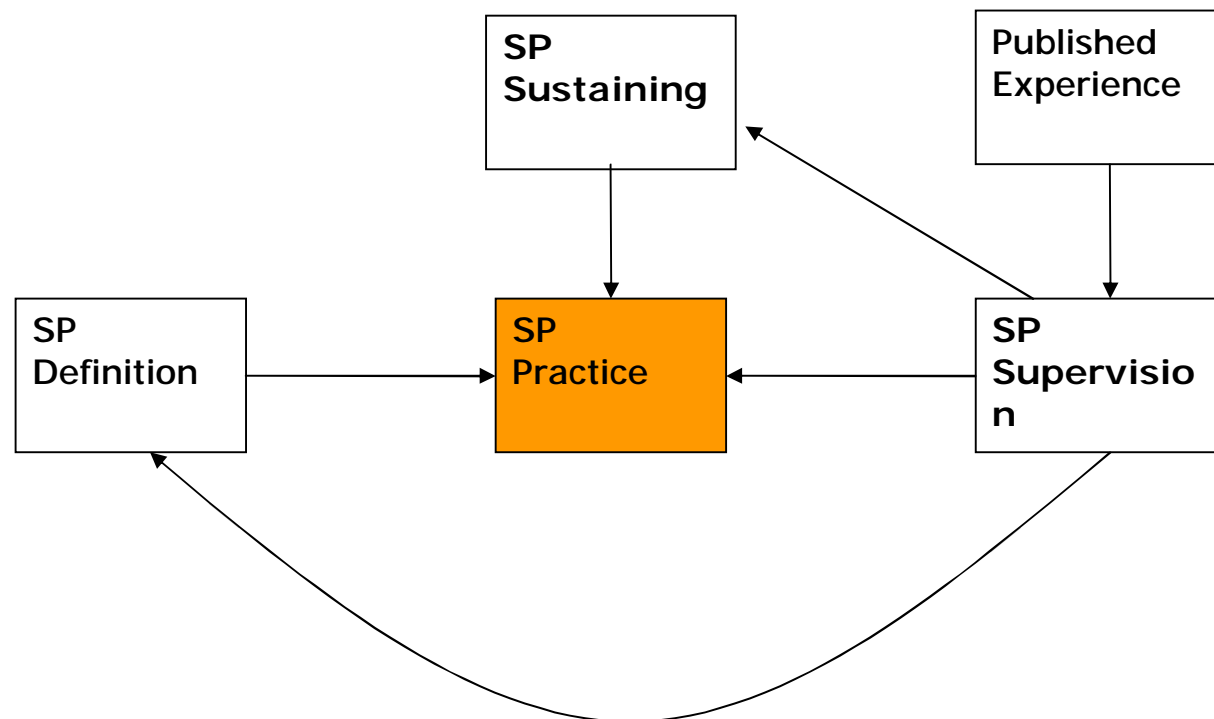 SP
Sustaining
Published
Experience
SP
Definition
SP
Practice
SP
Supervisio
n